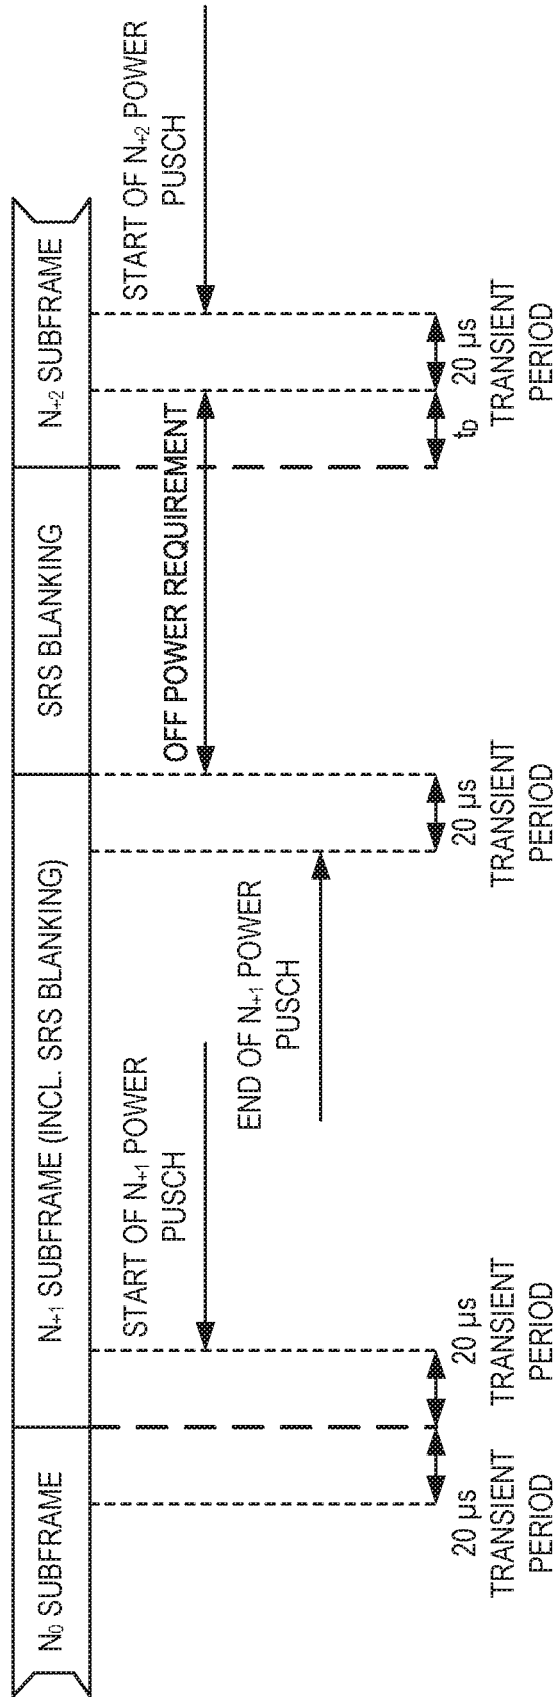 N0 SUBFRAME
N+1 SUBFRAME (INCL. SRS BLANKING)
SRS BLANKING
N+2 SUBFRAME
START OF N+1 POWER
PUSCH
OFF POWER REQUIREMENT
START OF N+2 POWER
PUSCH
END OF N+1 POWER
PUSCH
20 µs
TRANSIENT
PERIOD
20 µs
TRANSIENT
PERIOD
20 µs
TRANSIENT
PERIOD
tD
20 µs
TRANSIENT
PERIOD